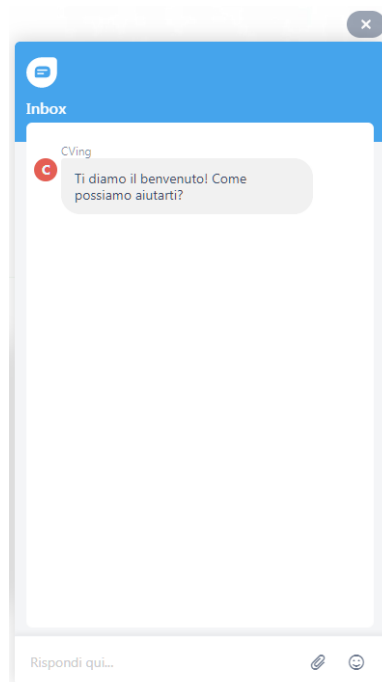 Inbox
CVing
C
Ti diamo il benvenuto! Come
possiamo aiutarti?
Rispondi qui...